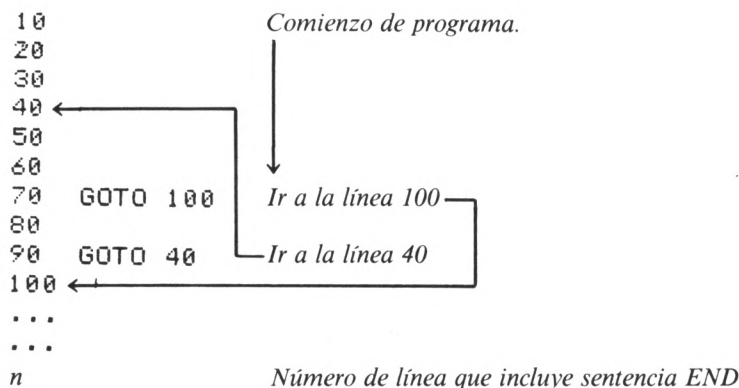 10 Comienzo de programa.
20
30
40
50
60
70 GOTO 100 Ir a la línea 100
80
90 GOTO 40 Ir a la línea 40
100
...
...
n Número de línea que incluye sentencia END